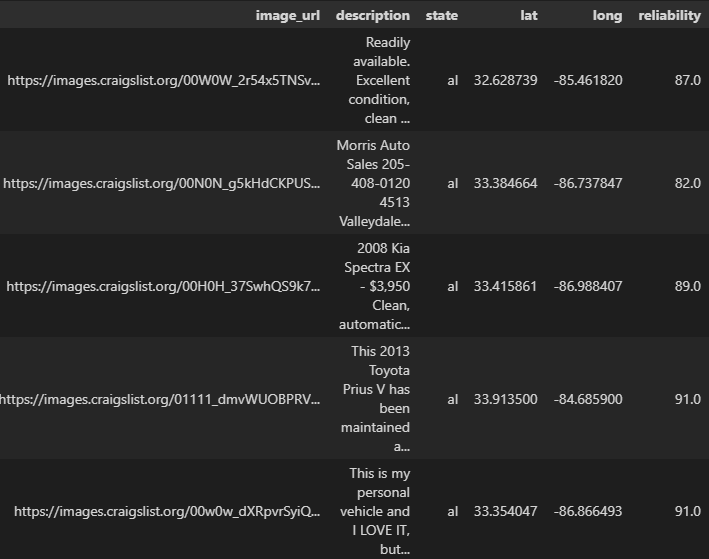 image_url description state lat long reliability
Readily
available.
Excellent
https://images.craigslist.org/00W0W_2r54x5TNSv... condition, al 32.628739 -85.461820 87.0
clean ...
Morris Auto
Sales 205-
https://images.craigslist.org/00N0N_g5kHdCKPUS... 408-0120 al 33.384664 -86.737847 82.0
4513
Valleydale...
2008 Kia
Spectra EX
https://images.craigslist.org/00H0H_37SwhQS9k7... - $3,950 al 33.415861 -86.988407 89.0
Clean,
automatic...
This 2013
Toyota
Prius V has
https://images.craigslist.org/01111_dmvWUOBPRV... been al 33.913500 -84.685900 91.0
maintained
a...
This is my
personal
https://images.craigslist.org/00w0w_dXRpvrSyiQ... vehicle and al 33.354047 -86.866493 91.0
I LOVE IT,
but...